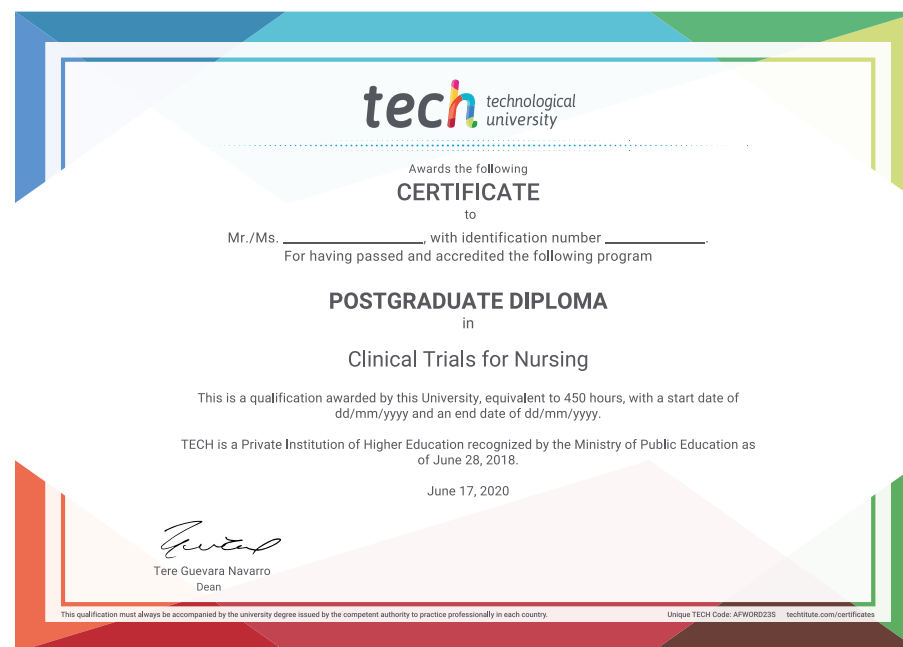 tech technological
university
Awards the following
CERTIFICATE
to
Mr./Ms. ____________________, with identification number ______________.
For having passed and accredited the following program
POSTGRADUATE DIPLOMA
in
Clinical Trials for Nursing
This is a qualification awarded by this University, equivalent to 450 hours, with a start date of
dd/mm/yyyy and an end date of dd/mm/yyyy.
TECH is a Private Institution of Higher Education recognized by the Ministry of Public Education as
of June 28, 2018.
June 17, 2020
Tere Guevara Navarro
Dean
This qualification must always be accompanied by the university degree issued by the competent authority to practice professionally in each country. Unique TECH Code: AFWORD23S techtitute.com/certificates